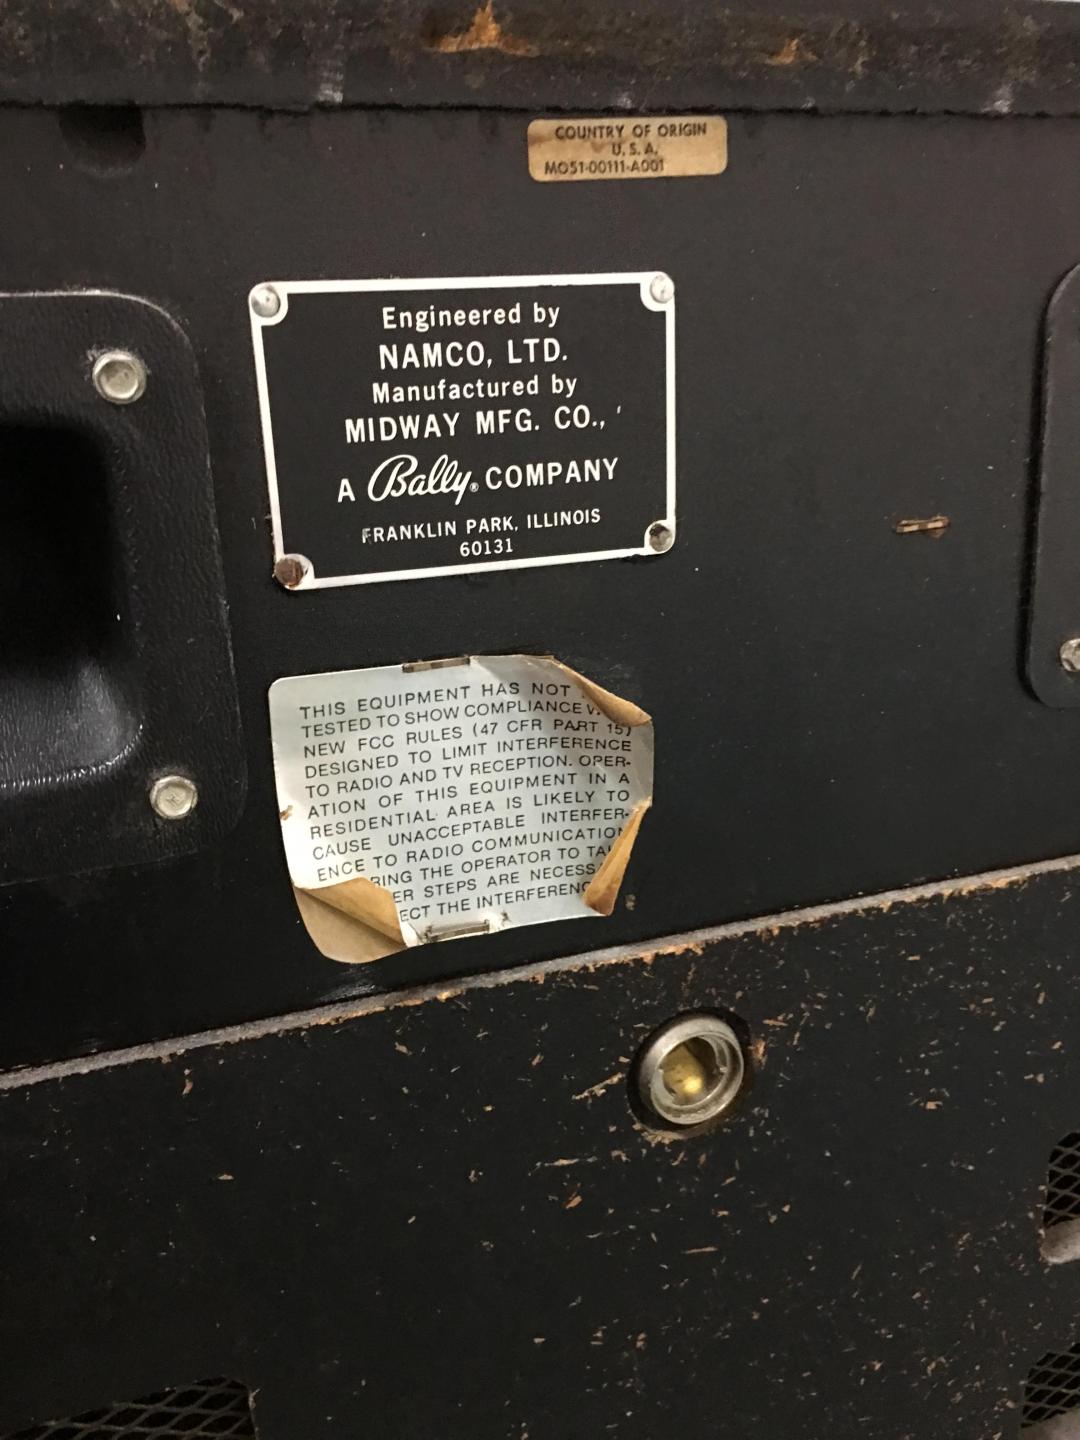 COUNTRY OF ORIGIN
U.S.A.
MO51-00111-A001
Engineered by
NAMCO, LTD.
Manufactured by
MIDWAY MFG. CO.,
A Bally® COMPANY
FRANKLIN PARK, ILLINOIS
60131
THIS EQUIPMENT HAS NOT
TESTED TO SHOW COMPLIANCE
NEW FCC RULES (47 CFR PART 15)
DESIGNED TO LIMIT INTERFERENCE
TO RADIO AND TV RECEPTION. OPER-
ATION OF THIS EQUIPMENT IN A
RESIDENTIAL AREA IS LIKELY TO
CAUSE UNACCEPTABLE INTERFER-
ENCE TO RADIO COMMUNICATION
RING THE OPERATOR TO
ER STEPS ARE
ECT THE